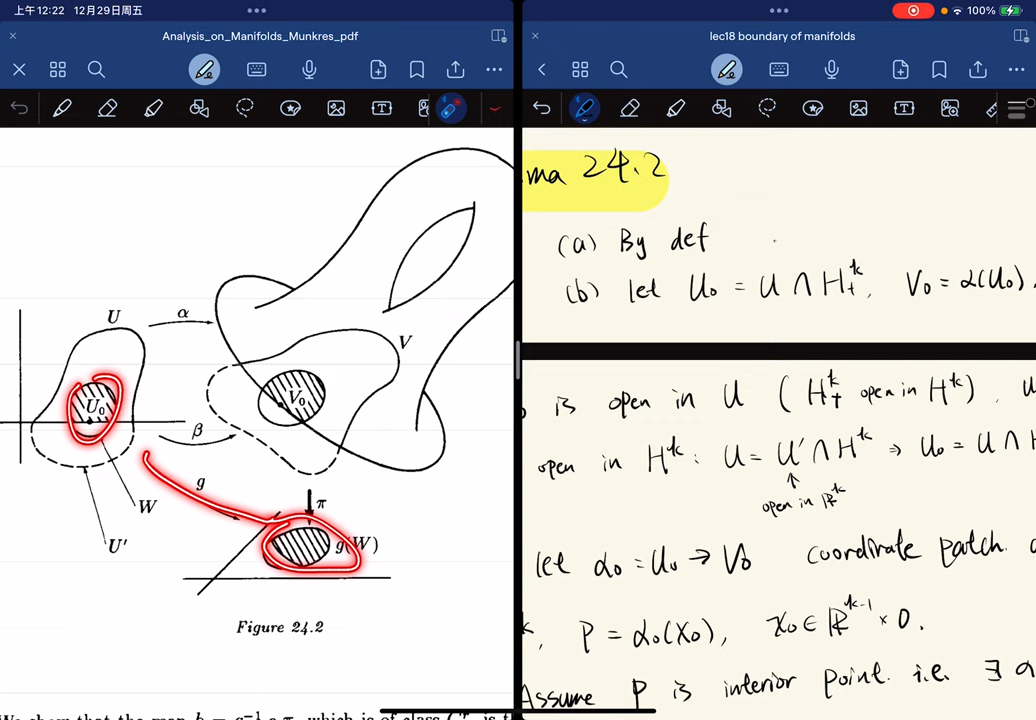 上午12:22 12月29日周五
100%
Analysis_on_Manifolds_Munkres_pdf
lec18 boundary of manifolds
U
α
V
U₀
V₀
β
g
π
W
g(W)
U'
Figure 24.2
ma 24.2
(a) By def
(b) let U₀ = U ∩ H₊ᵏ, V₀ = α(U₀).
is open in U (H₊ᵏ open in Hᵏ), U
open in Hᵏ: U = U' ∩ Hᵏ ⇒ U₀ = U ∩ H
↑
open in ℝᵏ
let α₀ = U₀ → V₀ coordinate patch.
P = α₀(x₀), x₀ ∈ ℝᵏ⁻¹ × 0.
Assume P is interior point. i.e. ∃ α